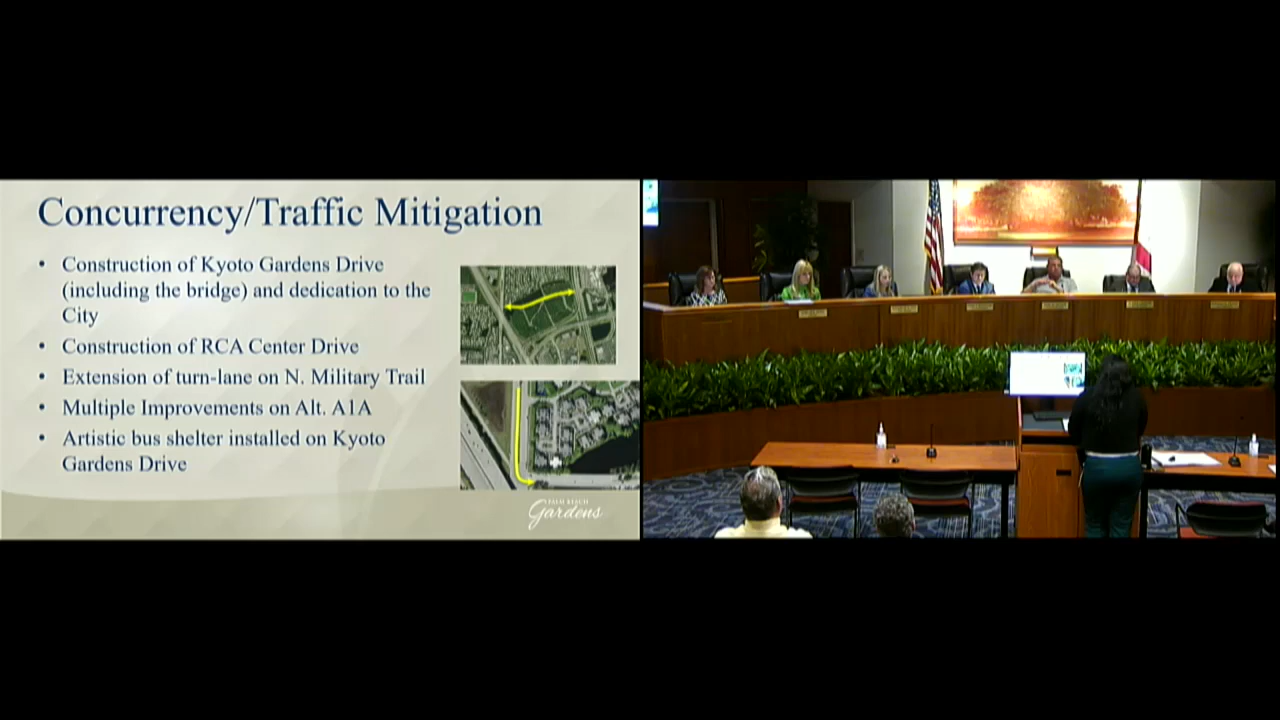 Concurrency/Traffic Mitigation
• Construction of Kyoto Gardens Drive
(including the bridge) and dedication to the
City
• Construction of RCA Center Drive
• Extension of turn-lane on N. Military Trail
• Multiple Improvements on Alt. A1A
• Artistic bus shelter installed on Kyoto
Gardens Drive
PALM BEACH
Gardens